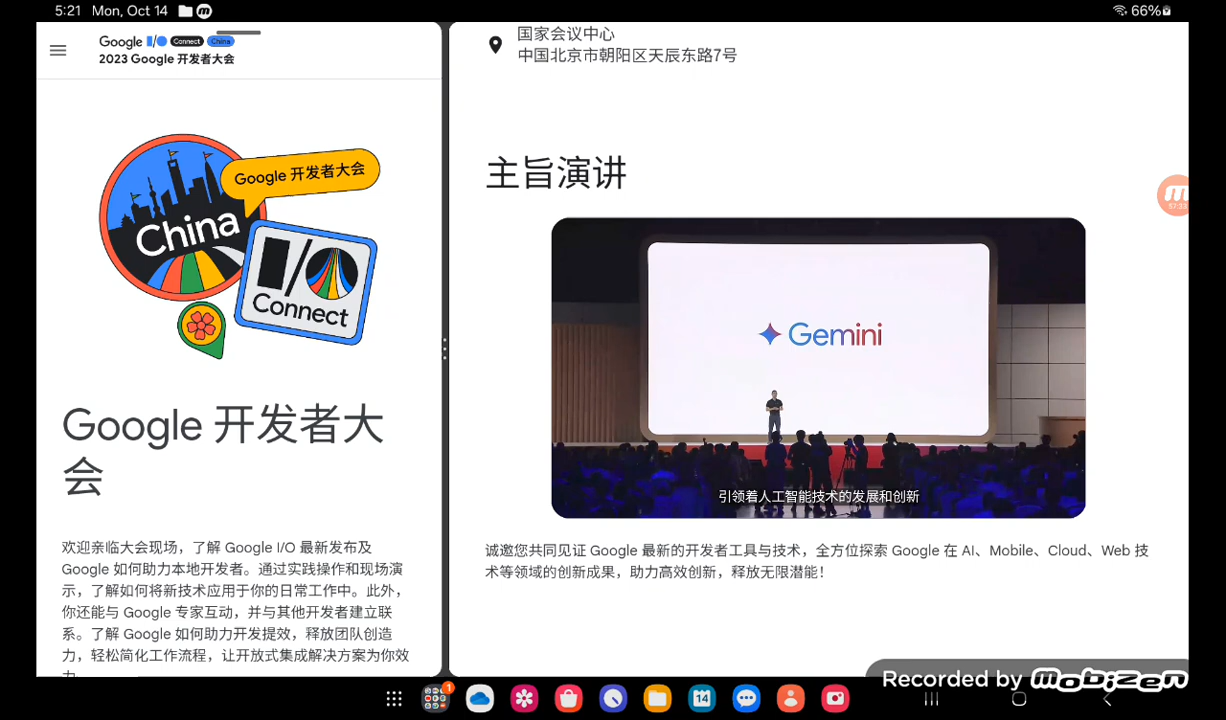 5:21 Mon, Oct 14
66%
Google I/O Connect China
2023 Google 开发者大会
Google 开发者大会
China
I/O
Connect
Google 开发者大
会
欢迎亲临大会现场，了解 Google I/O 最新发布及
Google 如何助力本地开发者。通过实践操作和现场演
示，了解如何将新技术应用于你的日常工作中。此外，
你还能与 Google 专家互动，并与其他开发者建立联
系。了解 Google 如何助力开发提效，释放团队创造
力，轻松简化工作流程，让开放式集成解决方案为你效
力。
国家会议中心
中国北京市朝阳区天辰东路7号
主旨演讲
Gemini
引领着人工智能技术的发展和创新
诚邀您共同见证 Google 最新的开发者工具与技术，全方位探索 Google 在 AI、Mobile、Cloud、Web 技
术等领域的创新成果，助力高效创新，释放无限潜能！
Recorded by mobizen
1
14